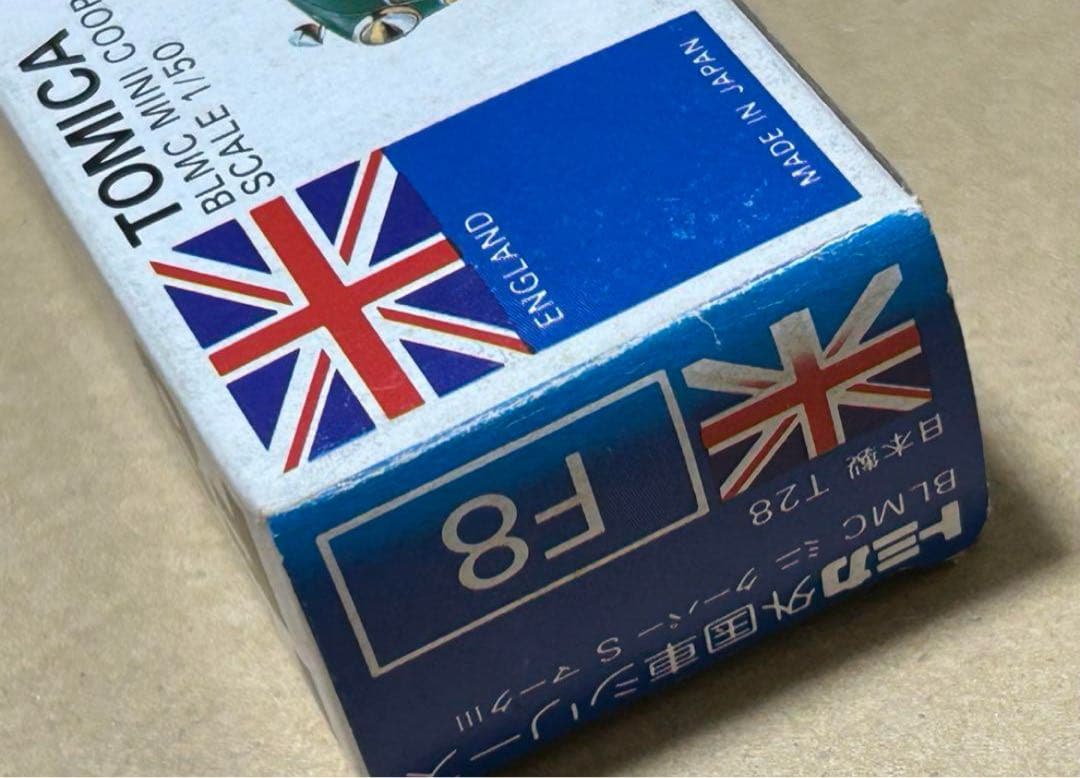 TOMICA
BLMC MINI COOP
SCALE 1/50
ENGLAND
MADE IN JAPAN
トミカ外国車シリーズ
BLMC ミニ クーパー S マークIII
日本製 T28
F8